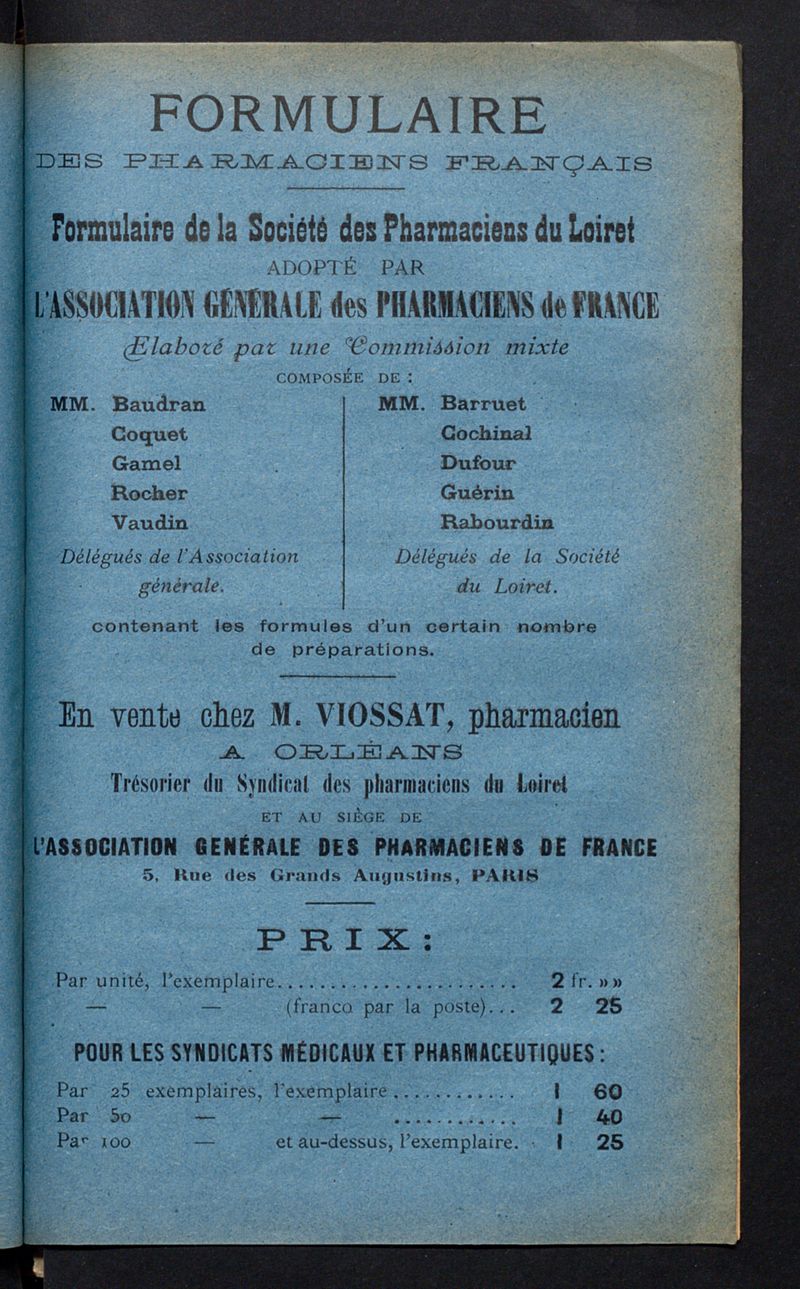 FORMULAIRE
DES PHARMACIENS FRANÇAIS
Formulaire de la Société des Pharmaciens du Loiret
ADOPTÉ PAR
L'ASSOCIATION GÉNÉRALE des PHARMACIENS de FRANCE
(Elaboré par une Commission mixte
COMPOSÉE DE :
MM. Baudran
Coquet
Gamel
Rocher
Vaudin
Délégués de l'Association
générale.
MM. Barruet
Cochinal
Dufour
Guérin
Rabourdin
Délégués de la Société
du Loiret.
contenant les formules d'un certain nombre
de préparations.
En vente chez M. VIOSSAT, pharmacien
A ORLÉANS
Trésorier du Syndicat des pharmaciens du Loiret
ET AU SIÈGE DE
L'ASSOCIATION GENÉRALE DES PHARMACIENS DE FRANCE
5, Rue des Grands Augustins, PARIS
PRIX :
Par unité, l'exemplaire........................ 2 fr. »»
— — (franco par la poste)... 2 25
POUR LES SYNDICATS MÉDICAUX ET PHARMACEUTIQUES :
Par 25 exemplaires, l'exemplaire ............ 1 60
Par 50 — — ............ 1 40
Par 100 — et au-dessus, l'exemplaire. 1 25